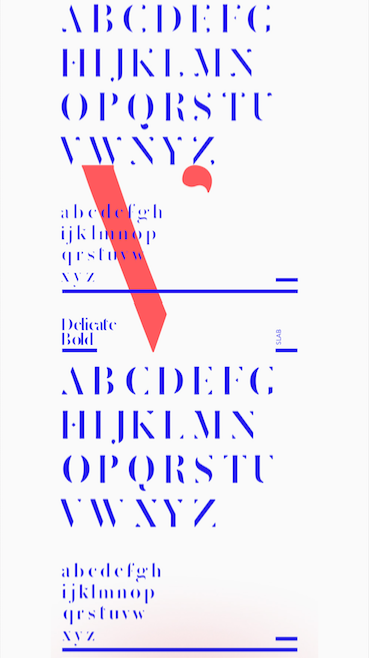 ABCDEFG
HIJKLMN
OPQRSTU
VWXYZ
abcdefgh
ijklmnop
qrstuvw
xyz
Delicate
Bold
SLAB
ABCDEFG
HIJKLMN
OPQRSTU
VWXYZ
abcdefgh
ijklmnop
qrstuvw
xyz